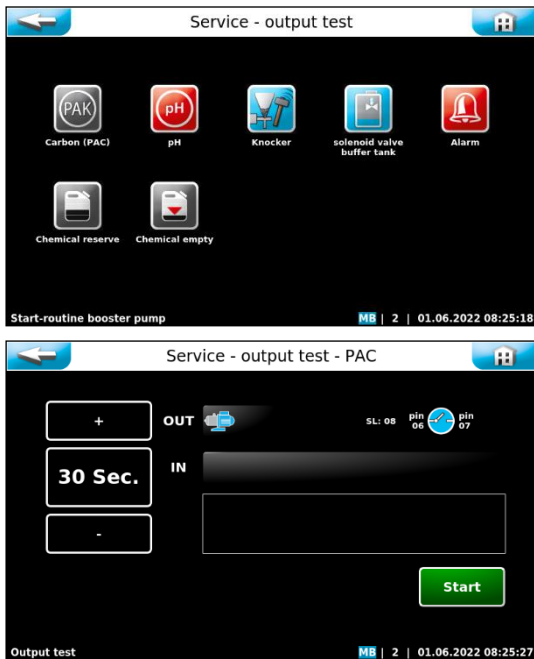 Service - output test
PAK
pH
Carbon (PAC)
pH
Knocker
solenoid valve
buffer tank
Alarm
Chemical reserve
Chemical empty
Start-routine booster pump
MB | 2 | 01.06.2022 08:25:18
Service - output test - PAC
+
OUT
SL: 08
pin
06
pin
07
30 Sec.
IN
-
Start
Output test
MB | 2 | 01.06.2022 08:25:27